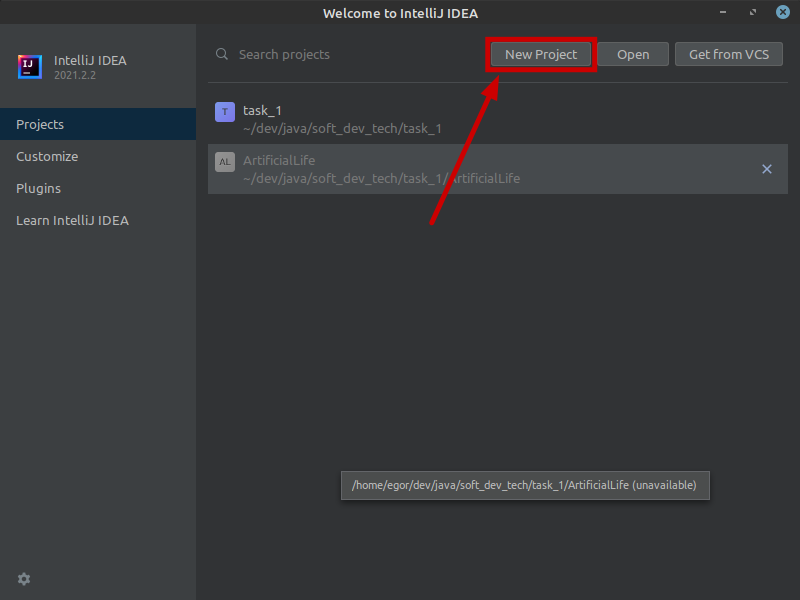 Welcome to IntelliJ IDEA
IJ
IntelliJ IDEA
2021.2.2
Projects
Customize
Plugins
Learn IntelliJ IDEA
Search projects
New Project
Open
Get from VCS
T
task_1
~/dev/java/soft_dev_tech/task_1
AL
ArtificialLife
~/dev/java/soft_dev_tech/task_1/ArtificialLife
/home/egor/dev/java/soft_dev_tech/task_1/ArtificialLife (unavailable)